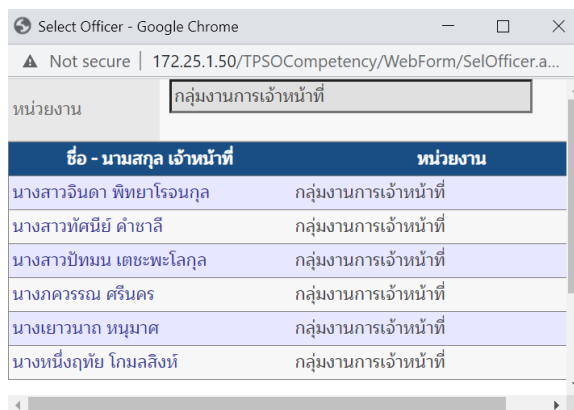 Select Officer - Google Chrome
Not secure | 172.25.1.50/TPSOCompetency/WebForm/SelOfficer.a...
หน่วยงาน กลุ่มงานการเจ้าหน้าที่
ชื่อ - นามสกุล เจ้าหน้าที่ หน่วยงาน
นางสาวจินดา พิทยาโรจนกุล กลุ่มงานการเจ้าหน้าที่
นางสาวทัศนีย์ คำชาลี กลุ่มงานการเจ้าหน้าที่
นางสาวปัทมน เตชะพะโลกุล กลุ่มงานการเจ้าหน้าที่
นางภควรรณ ศรีนคร กลุ่มงานการเจ้าหน้าที่
นางเยาวนาถ หนุมาศ กลุ่มงานการเจ้าหน้าที่
นางหนึ่งฤทัย โกมลสิงห์ กลุ่มงานการเจ้าหน้าที่